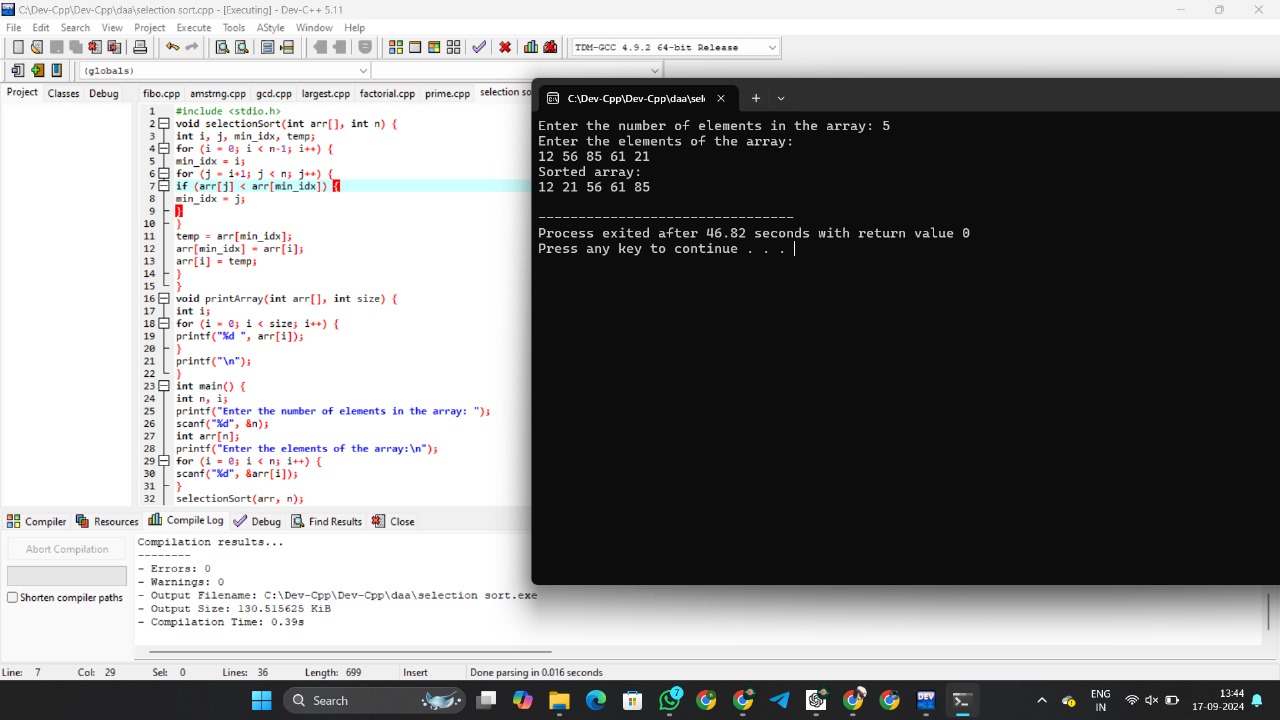 C:\Dev-Cpp\Dev-Cpp\daa\selection sort.cpp - [Executing] - Dev-C++ 5.11
File Edit Search View Project Execute Tools AStyle Window Help
TDM-GCC 4.9.2 64-bit Release
(globals)
Project Classes Debug
fibo.cpp amstrng.cpp gcd.cpp largest.cpp factorial.cpp prime.cpp selection so
1 #include <stdio.h>
2 void selectionSort(int arr[], int n) {
3 int i, j, min_idx, temp;
4 for (i = 0; i < n-1; i++) {
5 min_idx = i;
6 for (j = i+1; j < n; j++) {
7 if (arr[j] < arr[min_idx]) {
8 min_idx = j;
9 }
10 }
11 temp = arr[min_idx];
12 arr[min_idx] = arr[i];
13 arr[i] = temp;
14 }
15 }
16 void printArray(int arr[], int size) {
17 int i;
18 for (i = 0; i < size; i++) {
19 printf("%d ", arr[i]);
20 }
21 printf("\n");
22 }
23 int main() {
24 int n, i;
25 printf("Enter the number of elements in the array: ");
26 scanf("%d", &n);
27 int arr[n];
28 printf("Enter the elements of the array:\n");
29 for (i = 0; i < n; i++) {
30 scanf("%d", &arr[i]);
31 }
32 selectionSort(arr, n);
C:\Dev-Cpp\Dev-Cpp\daa\sele
Enter the number of elements in the array: 5
Enter the elements of the array:
12 56 85 61 21
Sorted array:
12 21 56 61 85
--------------------------------
Process exited after 46.82 seconds with return value 0
Press any key to continue . . .
Compiler Resources Compile Log Debug Find Results Close
Abort Compilation
Shorten compiler paths
Compilation results...
--------
- Errors: 0
- Warnings: 0
- Output Filename: C:\Dev-Cpp\Dev-Cpp\daa\selection sort.exe
- Output Size: 130.515625 KiB
- Compilation Time: 0.39s
Line: 7 Col: 29 Sel: 0 Lines: 36 Length: 699 Insert Done parsing in 0.016 seconds
Search
7
DEV
ENG
IN
13:44
17-09-2024